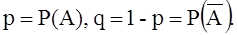 p = P(A), q = 1 - p = P(A̅).